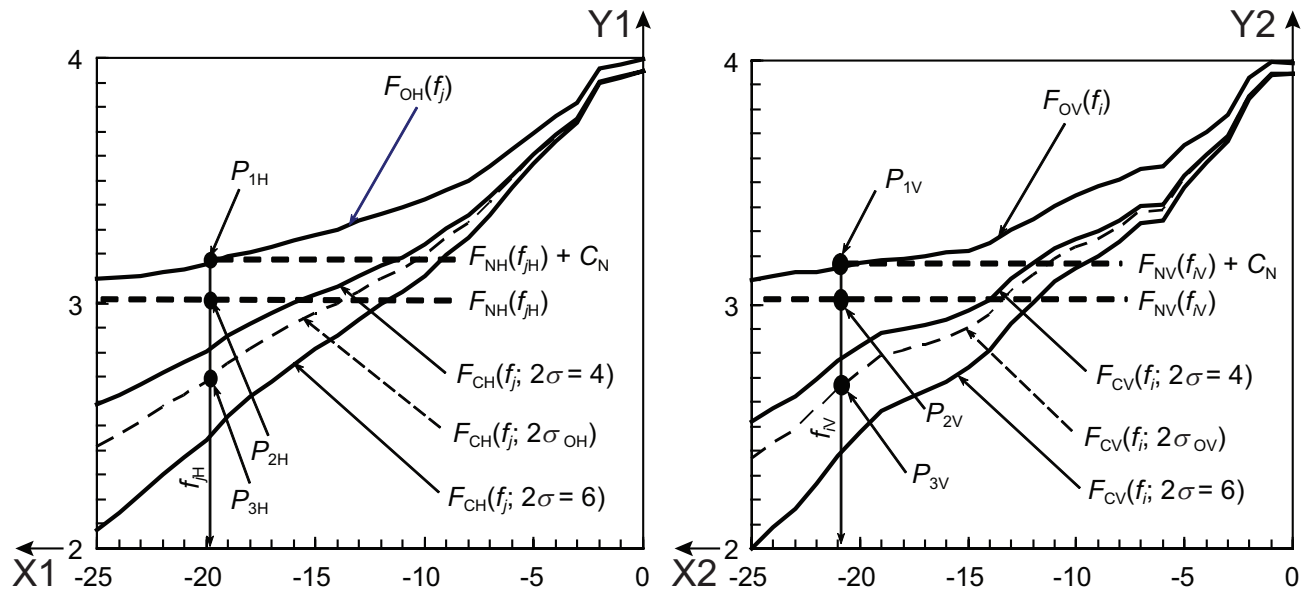 Y1
4
3
2
X1
-25
-20
-15
-10
-5
0
F_OH(f_j)
P_1H
F_NH(f_jH) + C_N
F_NH(f_jH)
F_CH(f_j; 2σ = 4)
F_CH(f_j; 2σ_OH)
F_CH(f_j; 2σ = 6)
P_2H
P_3H
f_jH
Y2
4
3
2
X2
-25
-20
-15
-10
-5
0
F_OV(f_i)
P_1V
F_NV(f_iV) + C_N
F_NV(f_iV)
F_CV(f_i; 2σ = 4)
P_2V
F_CV(f_i; 2σ_OV)
P_3V
F_CV(f_i; 2σ = 6)
f_iV